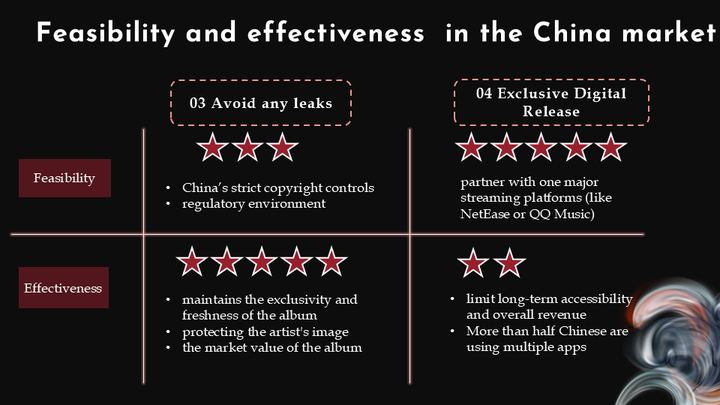 Feasibility and effectiveness in the China market
03 Avoid any leaks
04 Exclusive Digital
Release
Feasibility
• China's strict copyright controls
• regulatory environment
partner with one major
streaming platforms (like
NetEase or QQ Music)
Effectiveness
• maintains the exclusivity and
freshness of the album
• protecting the artist's image
• the market value of the album
• limit long-term accessibility
and overall revenue
• More than half Chinese are
using multiple apps